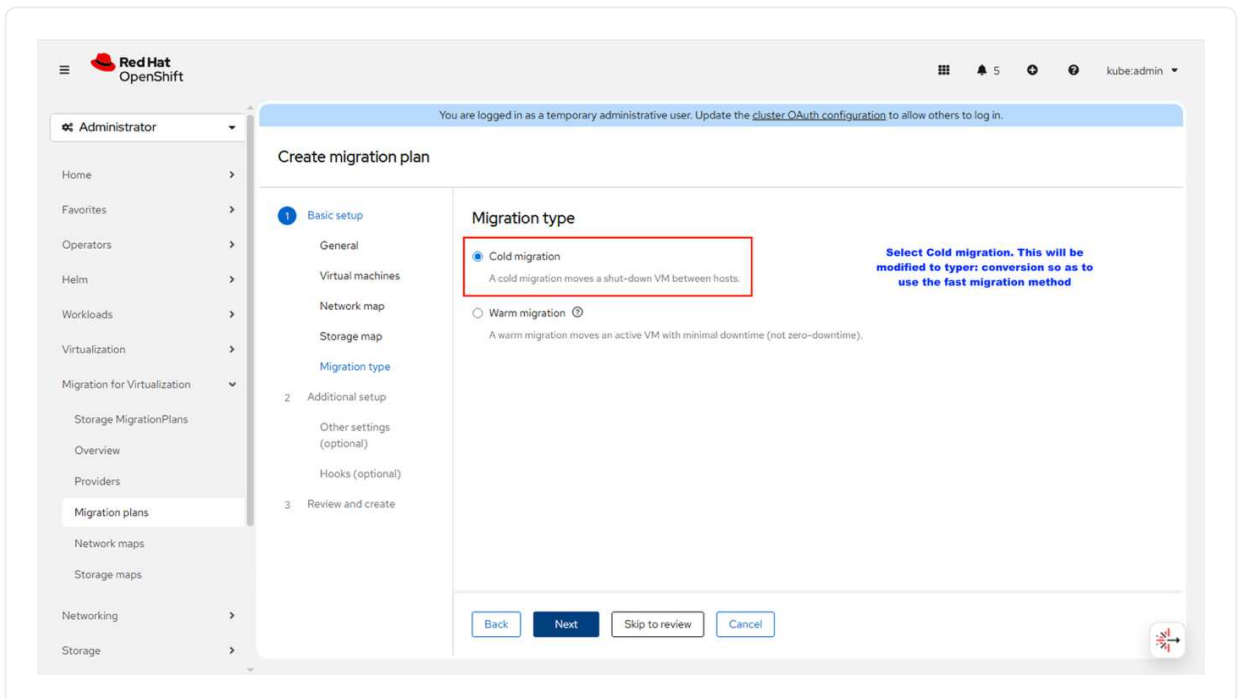 Red Hat
OpenShift
5
kube:admin
Administrator
You are logged in as a temporary administrative user. Update the cluster OAuth configuration to allow others to log in.
Home
Favorites
Operators
Helm
Workloads
Virtualization
Migration for Virtualization
Storage MigrationPlans
Overview
Providers
Migration plans
Network maps
Storage maps
Networking
Storage
Create migration plan
1 Basic setup
General
Virtual machines
Network map
Storage map
Migration type
2 Additional setup
Other settings
(optional)
Hooks (optional)
3 Review and create
Migration type
Cold migration
A cold migration moves a shut-down VM between hosts.
Warm migration
A warm migration moves an active VM with minimal downtime (not zero-downtime).
Select Cold migration. This will be
modified to typer: conversion so as to
use the fast migration method
Back
Next
Skip to review
Cancel